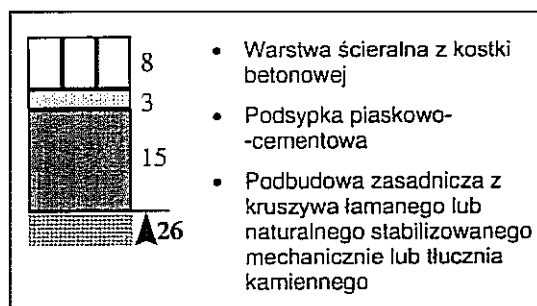 8
3
15
26
• Warstwa ścieralna z kostki
betonowej
• Podsypka piaskowo-
-cementowa
• Podbudowa zasadnicza z
kruszywa łamanego lub
naturalnego stabilizowanego
mechanicznie lub tłucznia
kamiennego